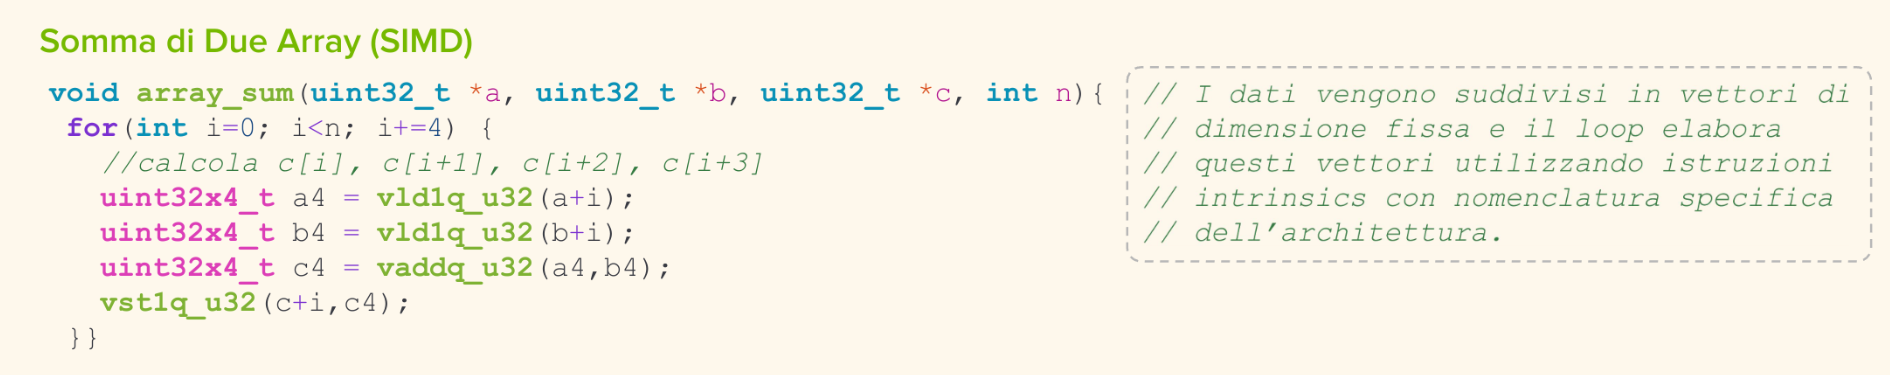 Somma di Due Array (SIMD)
void array_sum(uint32_t *a, uint32_t *b, uint32_t *c, int n){
for(int i=0; i<n; i+=4) {
//calcola c[i], c[i+1], c[i+2], c[i+3]
uint32x4_t a4 = vld1q_u32(a+i);
uint32x4_t b4 = vld1q_u32(b+i);
uint32x4_t c4 = vaddq_u32(a4,b4);
vst1q_u32(c+i,c4);
}}
// I dati vengono suddivisi in vettori di
// dimensione fissa e il loop elabora
// questi vettori utilizzando istruzioni
// intrinsics con nomenclatura specifica
// dell’architettura.